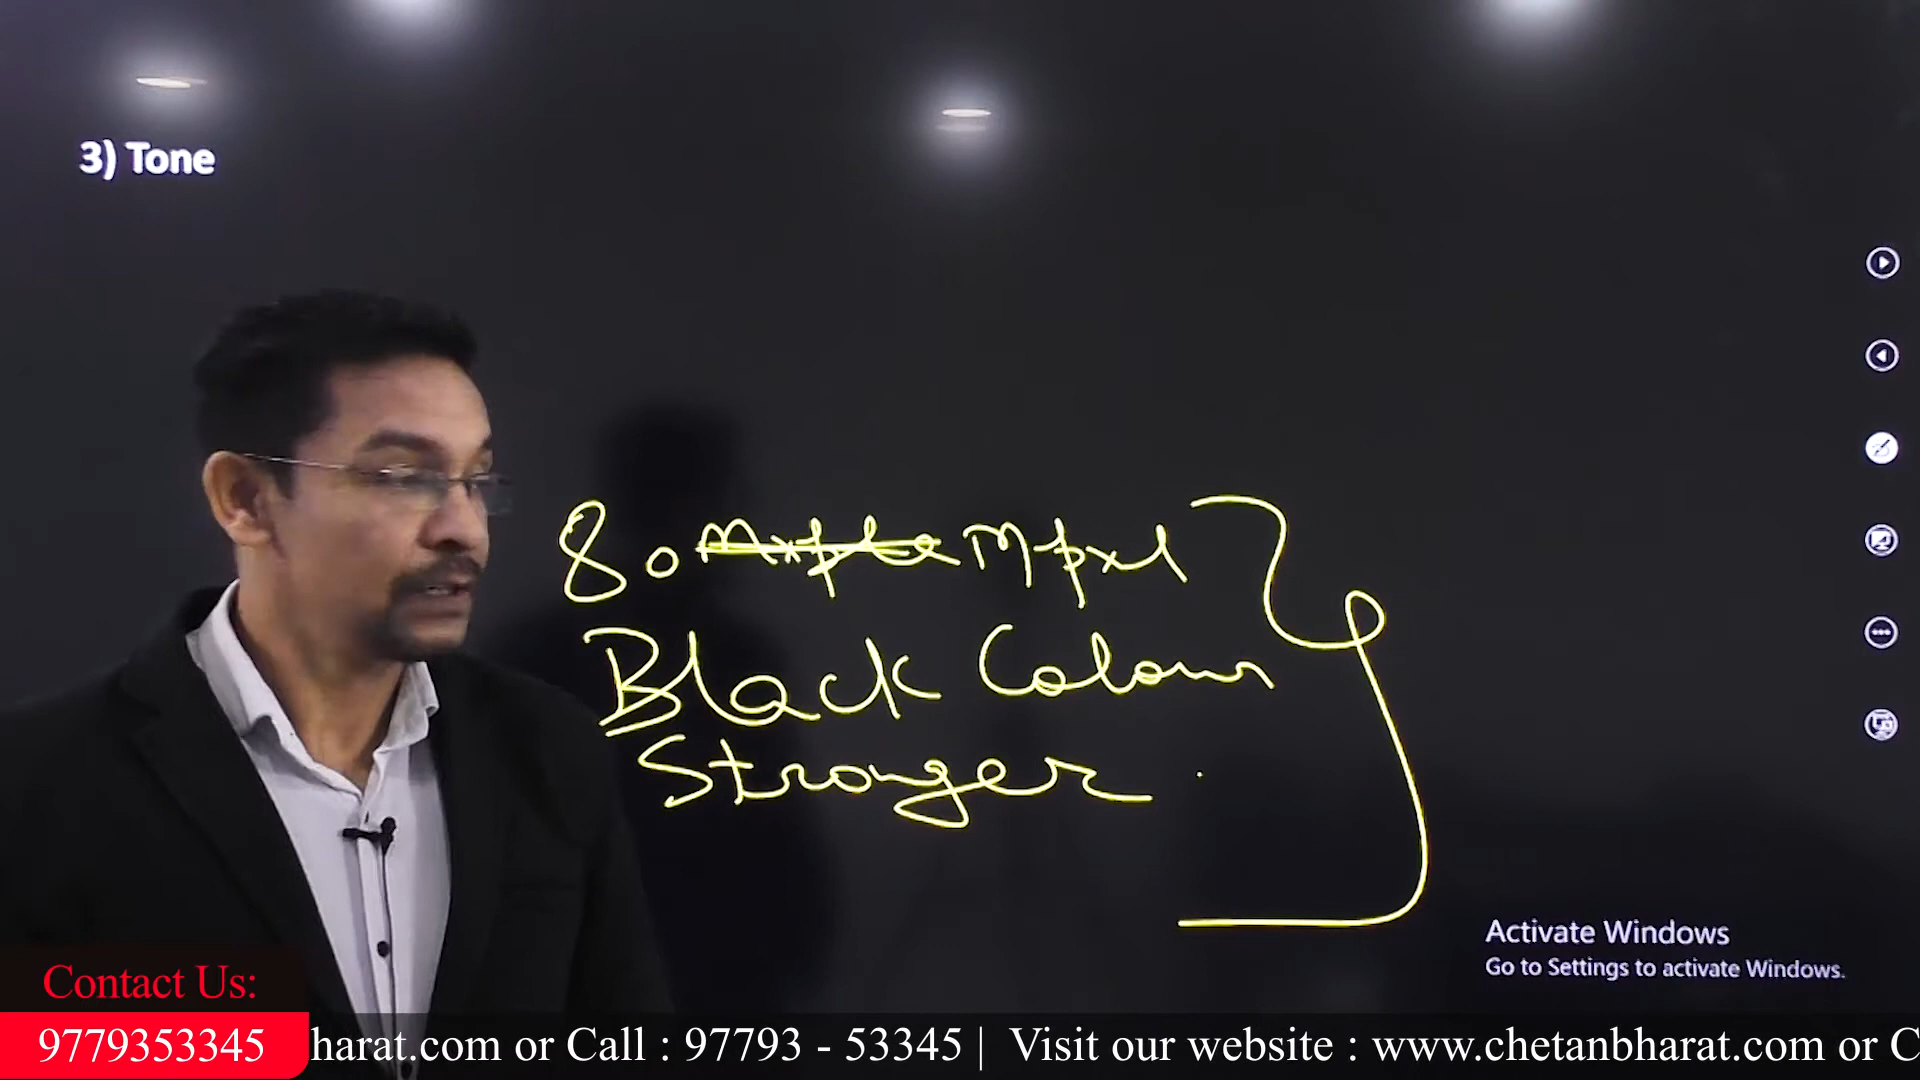 3) Tone
80 Mpxl
Black Colour
Stronger
Activate Windows
Go to Settings to activate Windows.
Contact Us:
9779353345
harat.com or Call : 97793 - 53345 | Visit our website : www.chetanbharat.com or C